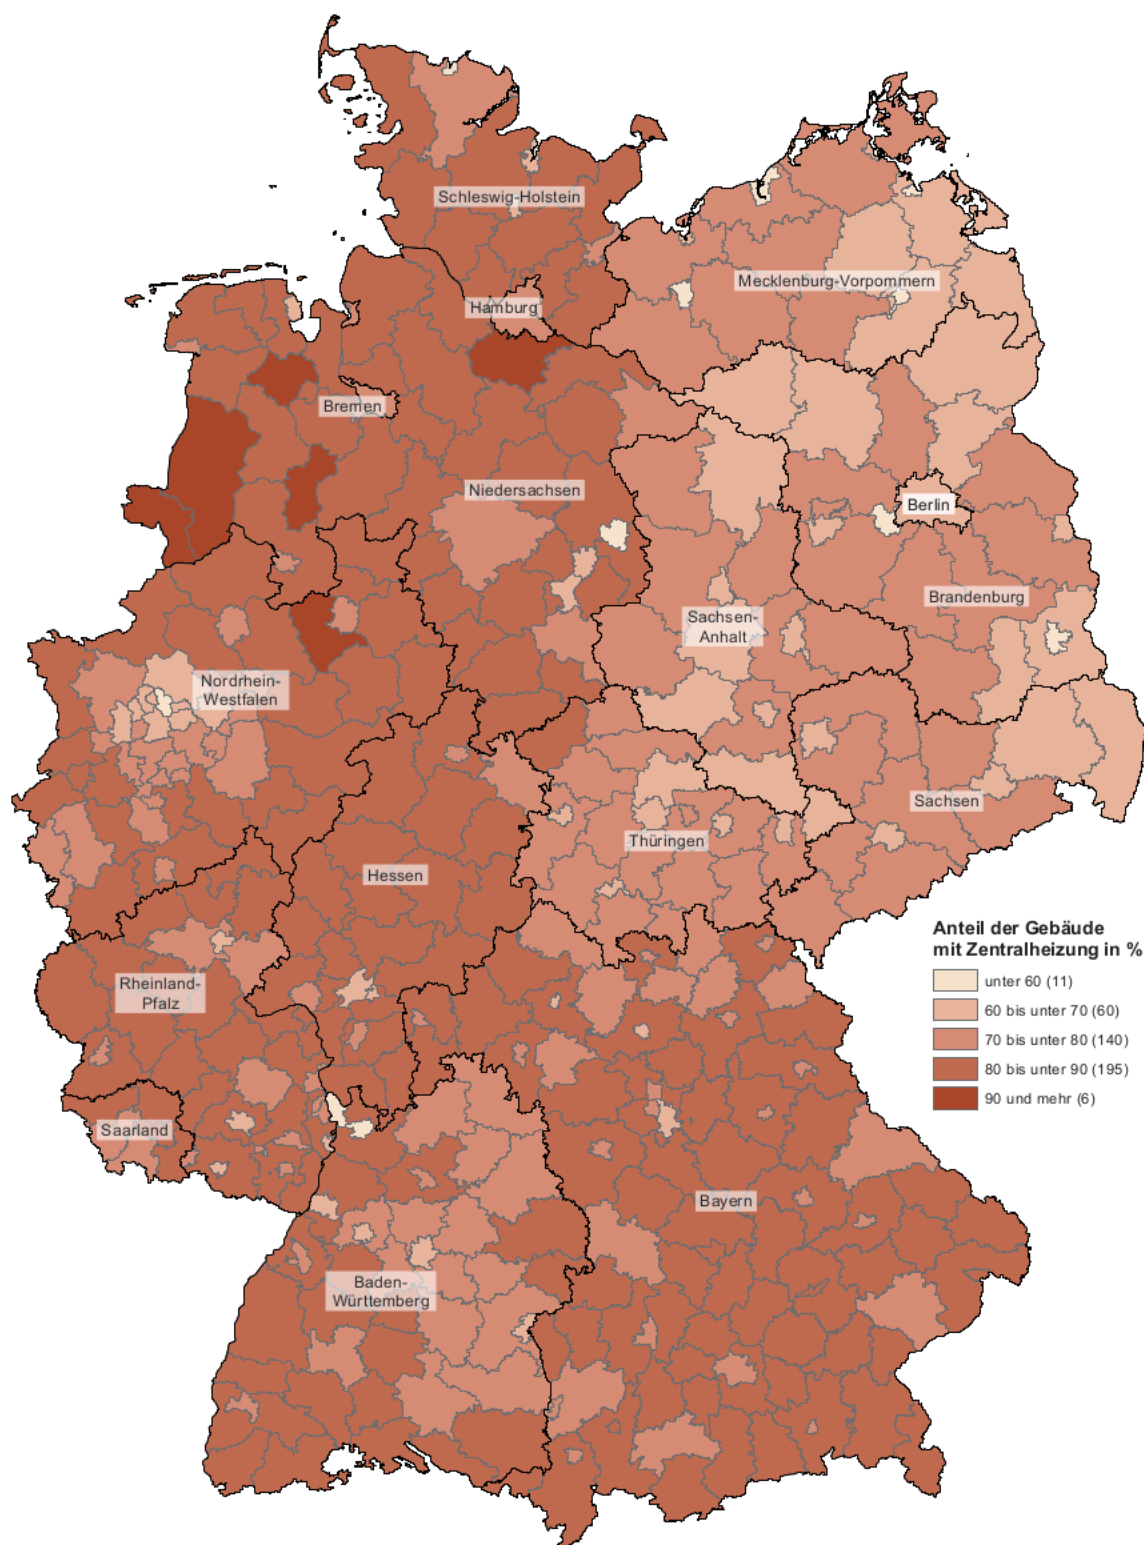 Schleswig-Holstein
Mecklenburg-Vorpommern
Hamburg
Bremen
Niedersachsen
Berlin
Brandenburg
Sachsen-
Anhalt
Nordrhein-
Westfalen
Sachsen
Thüringen
Hessen
Anteil der Gebäude
mit Zentralheizung in %
unter 60 (11)
60 bis unter 70 (60)
70 bis unter 80 (140)
80 bis unter 90 (195)
90 und mehr (6)
Rheinland-
Pfalz
Saarland
Bayern
Baden-
Württemberg